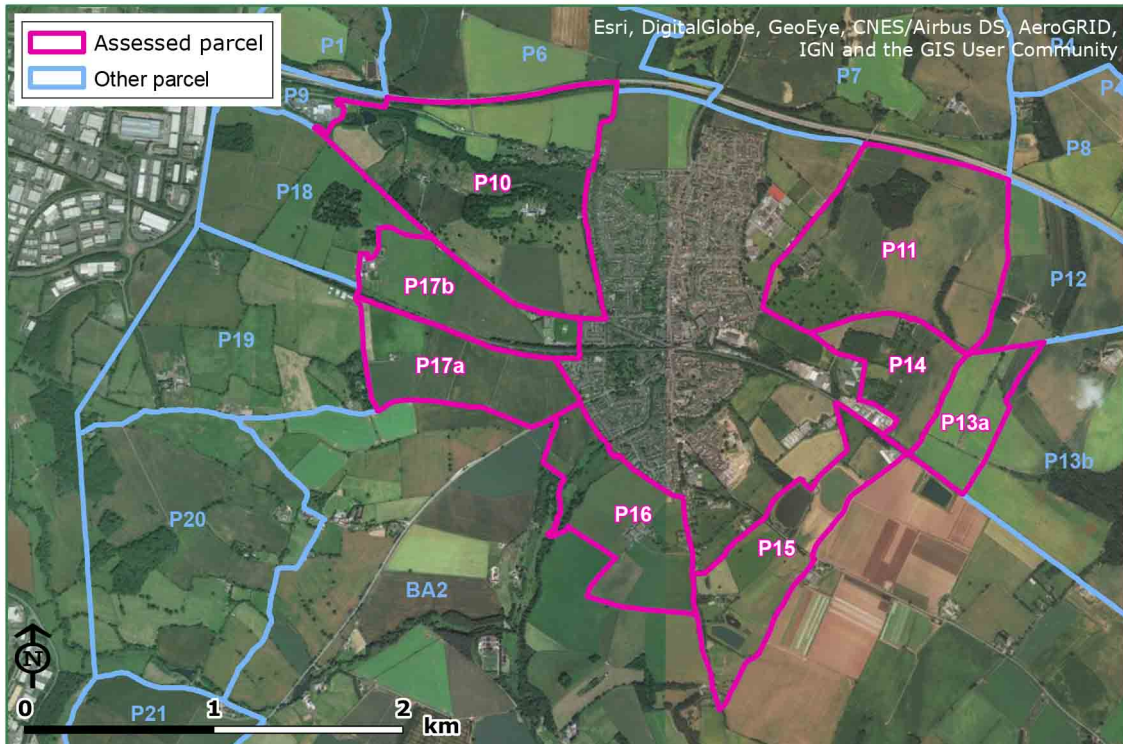 Assessed parcel
Other parcel
Esri, DigitalGlobe, GeoEye, CNES/Airbus DS, AeroGRID,
IGN and the GIS User Community
P1
P6
P7
P9
P8
P18
P10
P11
P12
P17b
P19
P17a
P14
P13a
P13b
P20
P16
P15
BA2
P21
N
0 1 2
km